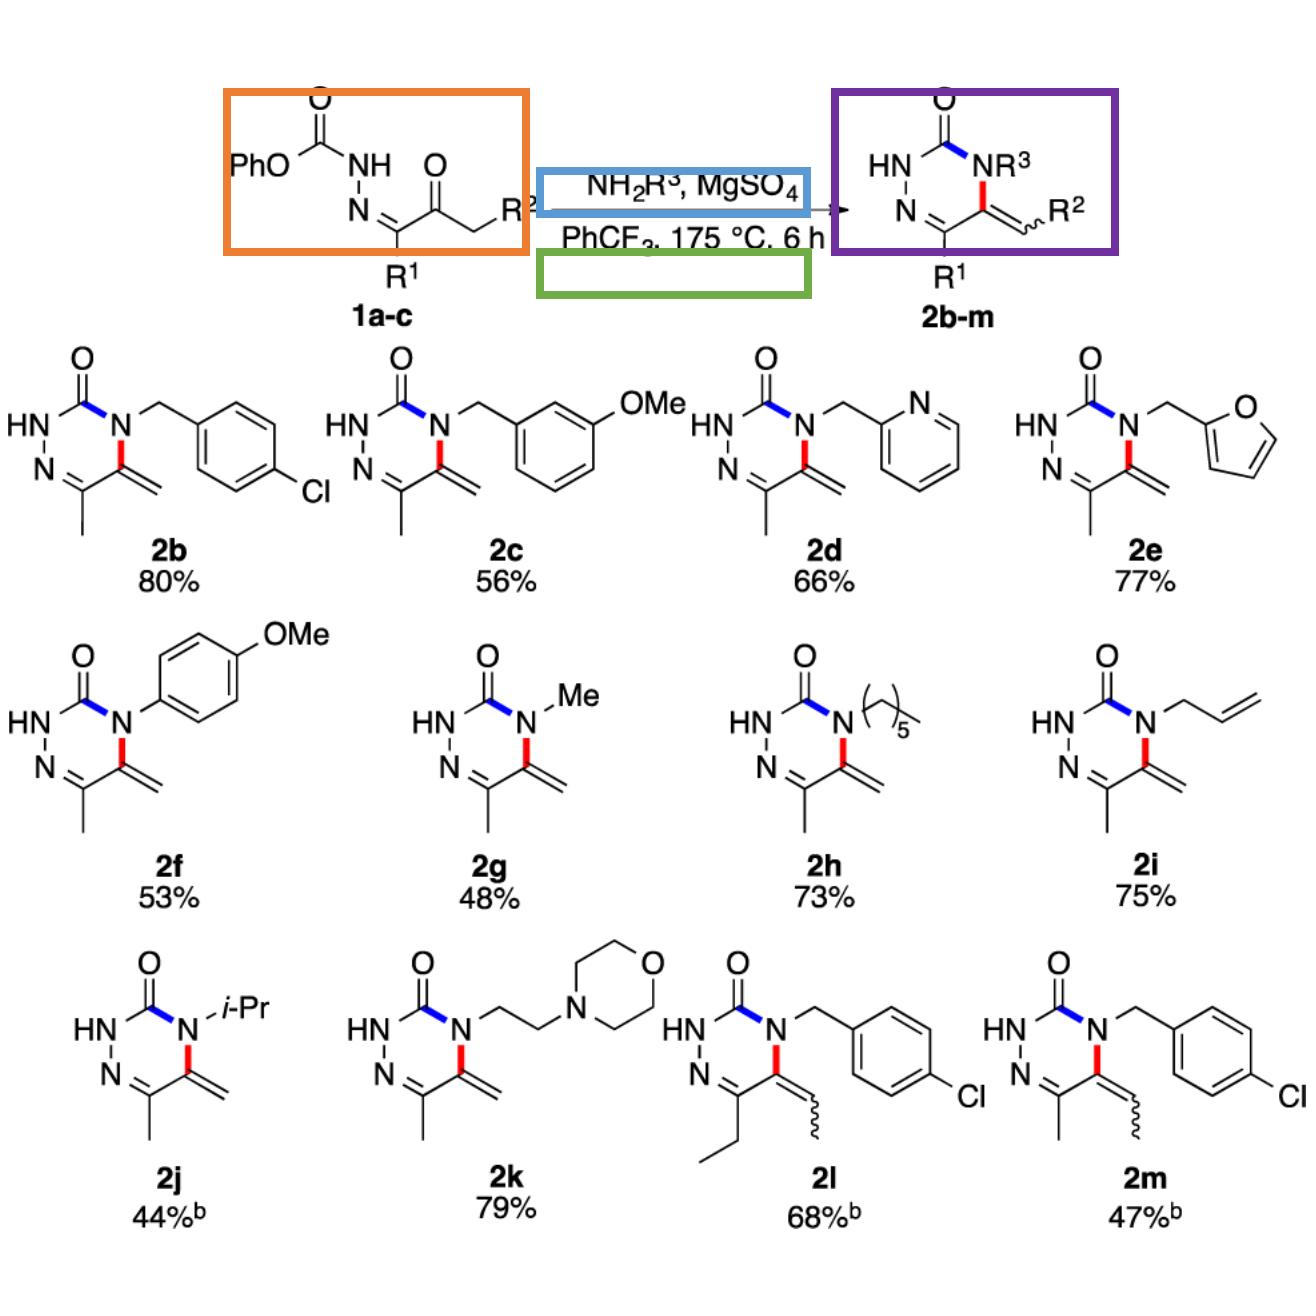 O
PhO
NH
N
O
R²
R¹
1a-c
NH₂R³, MgSO₄
PhCF₃, 175 °C, 6 h
O
HN
NR³
N
R²
R¹
2b-m
O
HN
N
N
Cl
2b
80%
O
HN
N
N
OMe
2c
56%
O
HN
N
N
N
2d
66%
O
HN
N
N
O
2e
77%
O
HN
N
N
OMe
2f
53%
O
HN
N
N
Me
2g
48%
O
HN
N
N
( )5
2h
73%
O
HN
N
N
2i
75%
O
HN
N
N
i-Pr
2j
44%ᵇ
O
HN
N
N
N
O
2k
79%
O
HN
N
N
Cl
2l
68%ᵇ
O
HN
N
N
Cl
2m
47%ᵇ